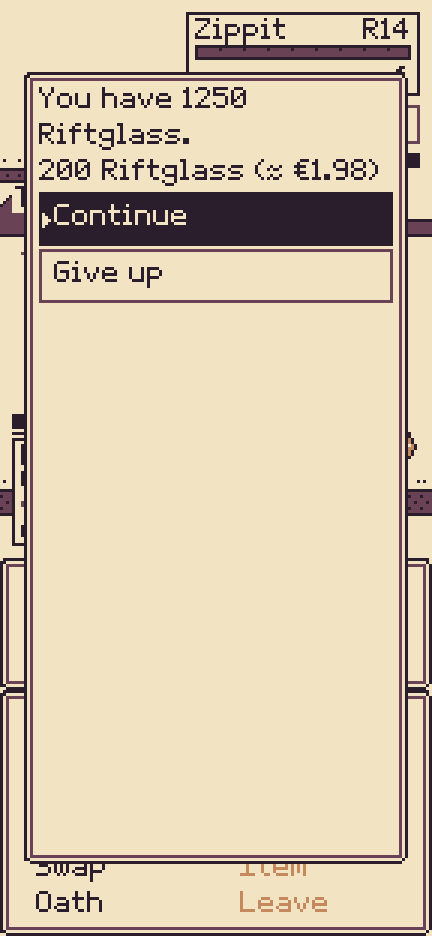 Zippit R14
You have 1250
Riftglass.
200 Riftglass (≈ €1.98)
Continue
Give up
Swap Item
Oath Leave